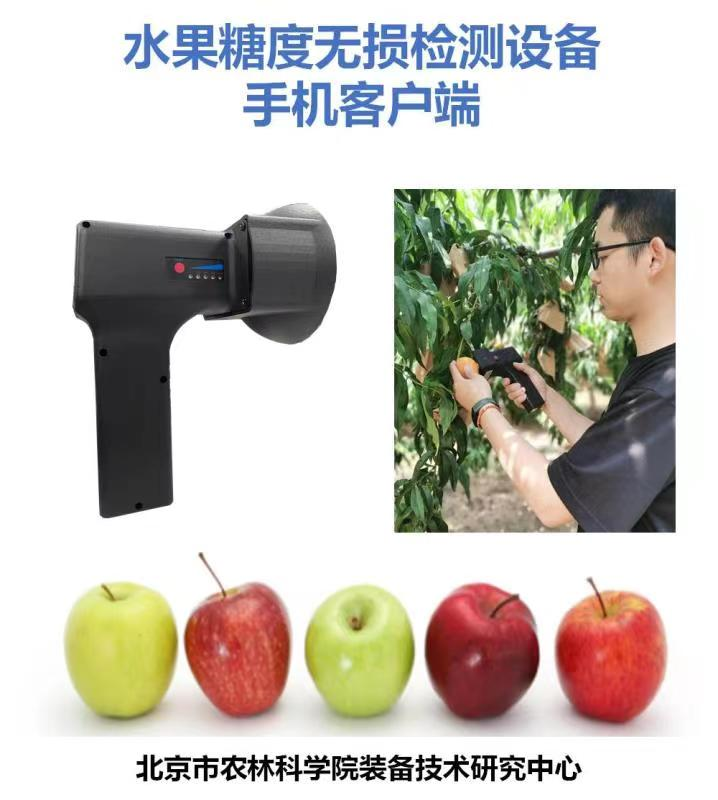 水果糖度无损检测设备
手机客户端
北京市农林科学院装备技术研究中心